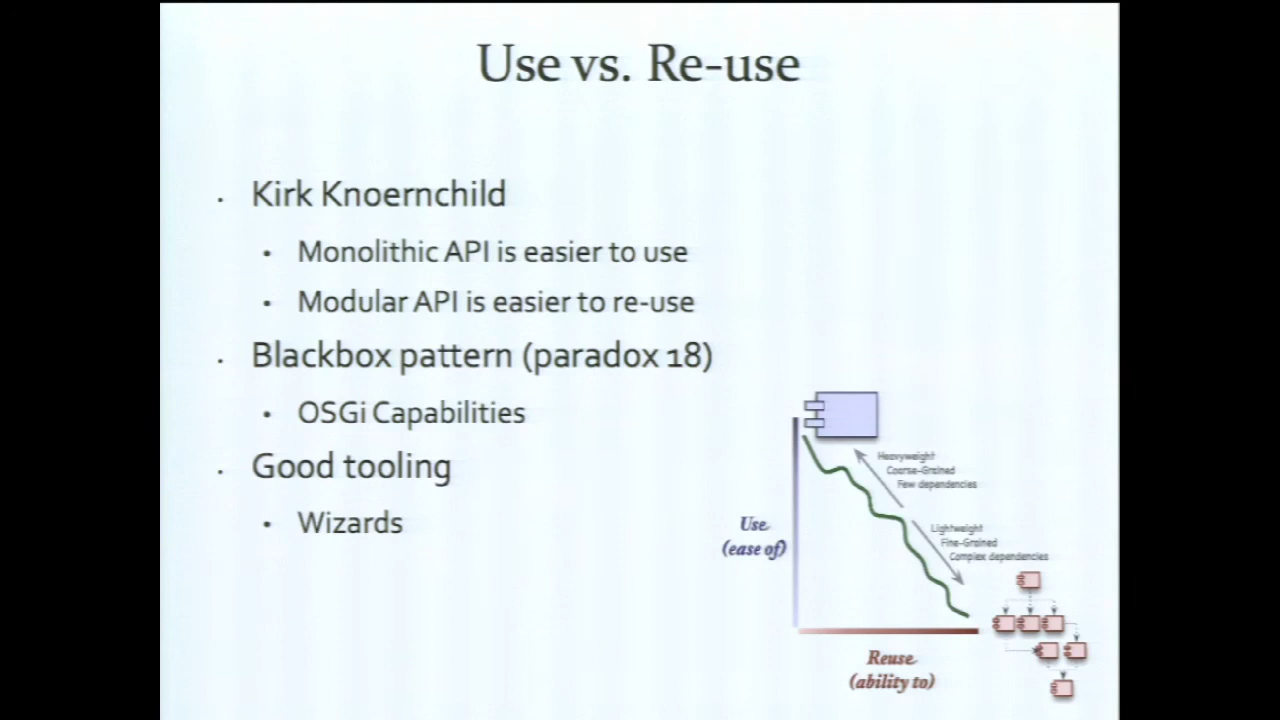 Use vs. Re-use
Kirk Knoernchild
Monolithic API is easier to use
Modular API is easier to re-use
Blackbox pattern (paradox 18)
OSGi Capabilities
Good tooling
Wizards
Heavyweight
Coarse-Grained
Few dependencies
Use
(ease of)
Lightweight
Fine-Grained
Complex dependencies
Reuse
(ability to)